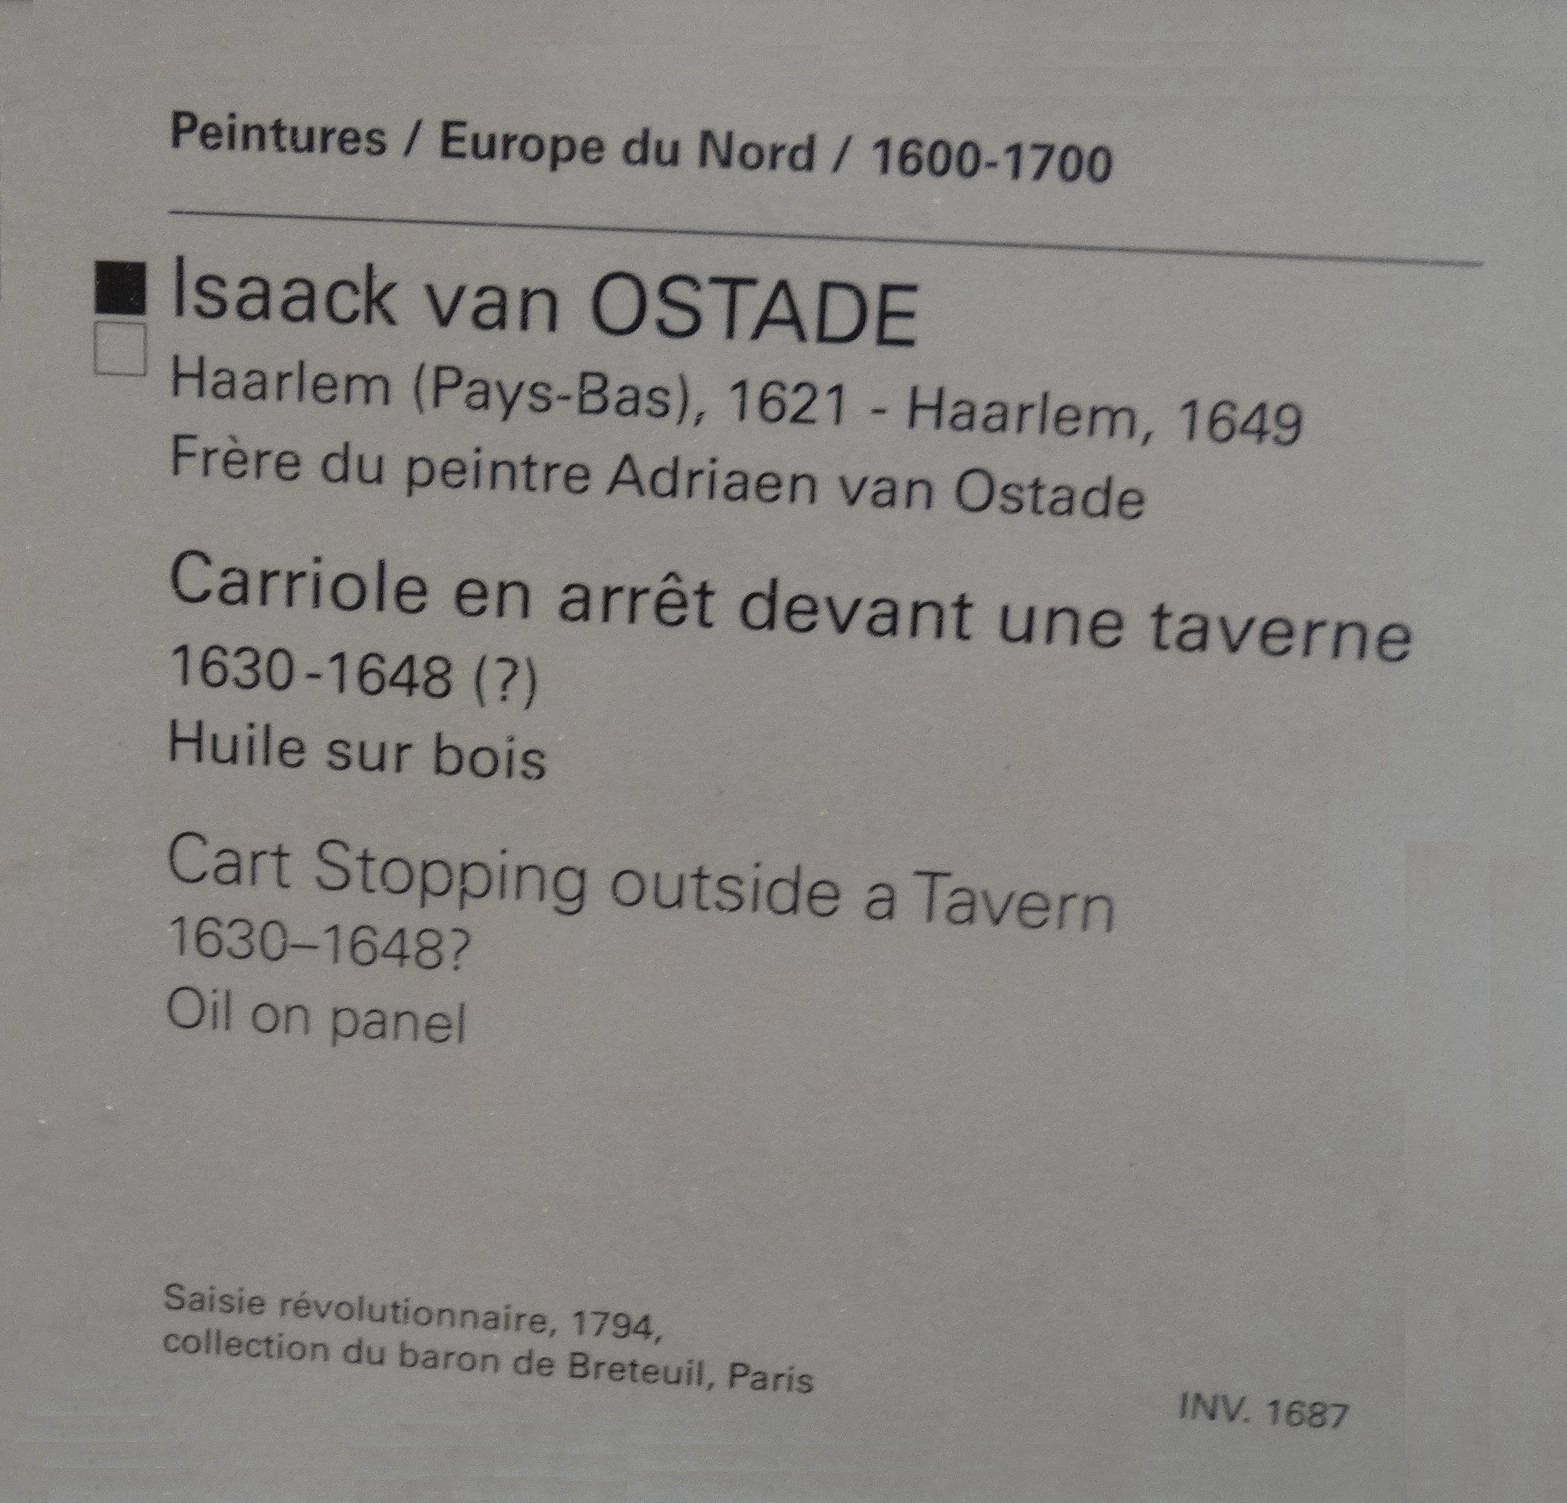 Peintures / Europe du Nord / 1600-1700
Isaack van OSTADE
Haarlem (Pays-Bas), 1621 - Haarlem, 1649
Frère du peintre Adriaen van Ostade
Carriole en arrêt devant une taverne
1630-1648 (?)
Huile sur bois
Cart Stopping outside a Tavern
1630–1648?
Oil on panel
Saisie révolutionnaire, 1794,
collection du baron de Breteuil, Paris
INV. 1687